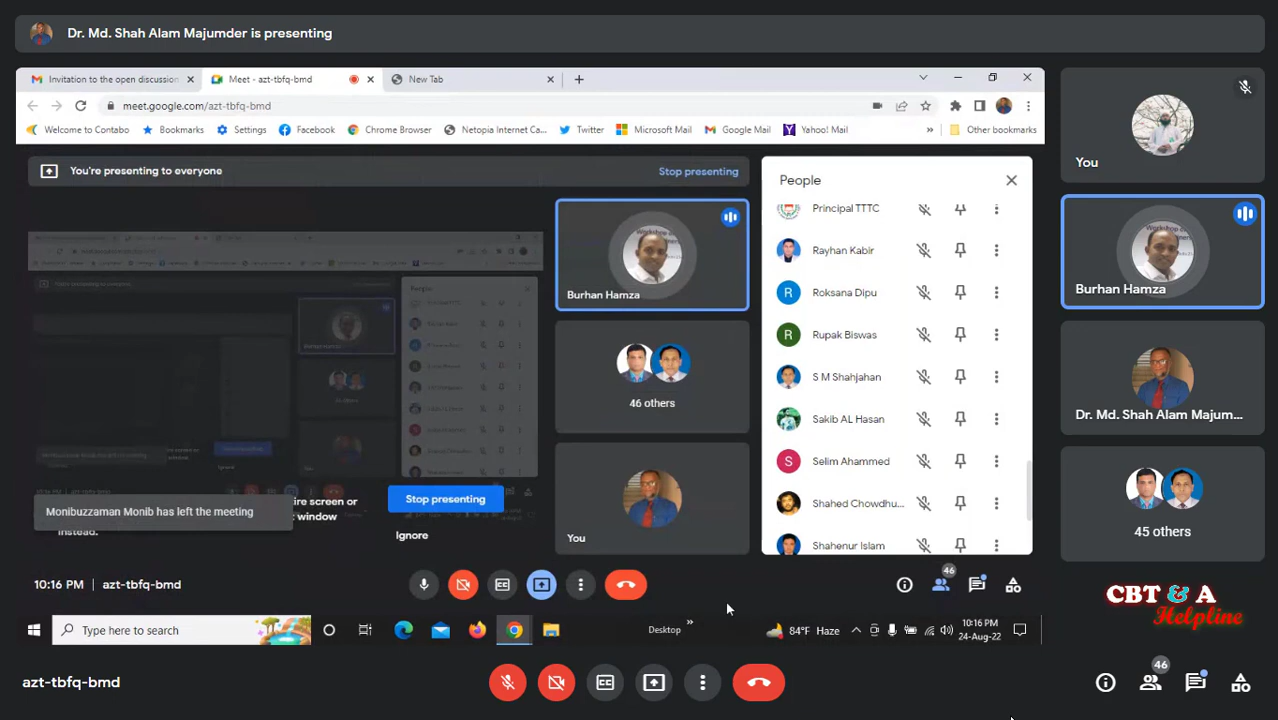 Dr. Md. Shah Alam Majumder is presenting
Invitation to the open discussion
Meet - azt-tbfq-bmd
New Tab
meet.google.com/azt-tbfq-bmd
Welcome to Contabo
Bookmarks
Settings
Facebook
Chrome Browser
Netopia Internet Ca...
Twitter
Microsoft Mail
Google Mail
Yahoo! Mail
»
Other bookmarks
You're presenting to everyone
Stop presenting
Burhan Hamza
46 others
You
Monibuzzaman Monib has left the meeting
ire screen or
t window
instead.
Stop presenting
Ignore
People
Principal TTTC
Rayhan Kabir
R
Roksana Dipu
R
Rupak Biswas
S M Shahjahan
Sakib AL Hasan
S
Selim Ahammed
Shahed Chowdhu...
Shahenur Islam
10:16 PM | azt-tbfq-bmd
46
Type here to search
Desktop
»
84°F Haze
10:16 PM
24-Aug-22
You
Burhan Hamza
Dr. Md. Shah Alam Majum...
45 others
CBT & A
Helpline
azt-tbfq-bmd
46